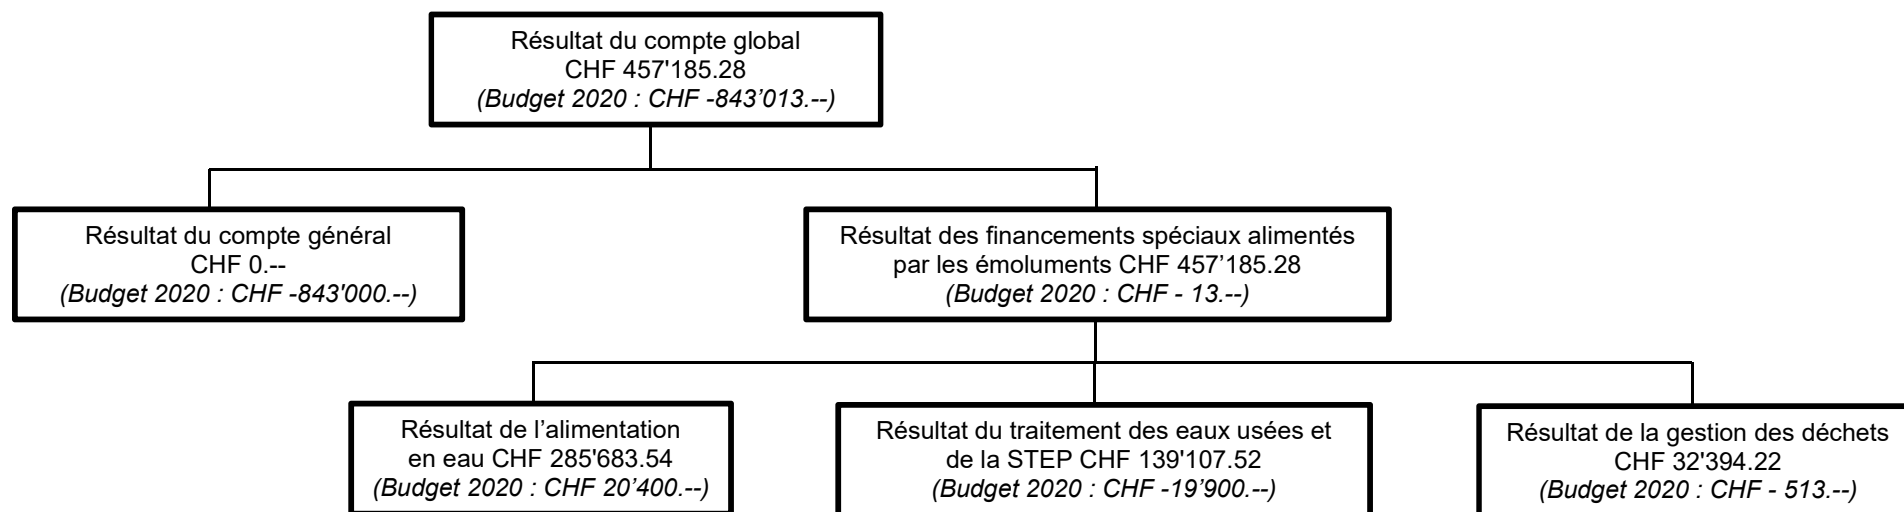 Résultat du compte global
CHF 457'185.28
(Budget 2020 : CHF -843’013.--)
Résultat du compte général
CHF 0.--
(Budget 2020 : CHF -843'000.--)
Résultat des financements spéciaux alimentés
par les émoluments CHF 457’185.28
(Budget 2020 : CHF - 13.--)
Résultat de l’alimentation
en eau CHF 285'683.54
(Budget 2020 : CHF 20’400.--)
Résultat du traitement des eaux usées et
de la STEP CHF 139'107.52
(Budget 2020 : CHF -19’900.--)
Résultat de la gestion des déchets
CHF 32'394.22
(Budget 2020 : CHF - 513.--)